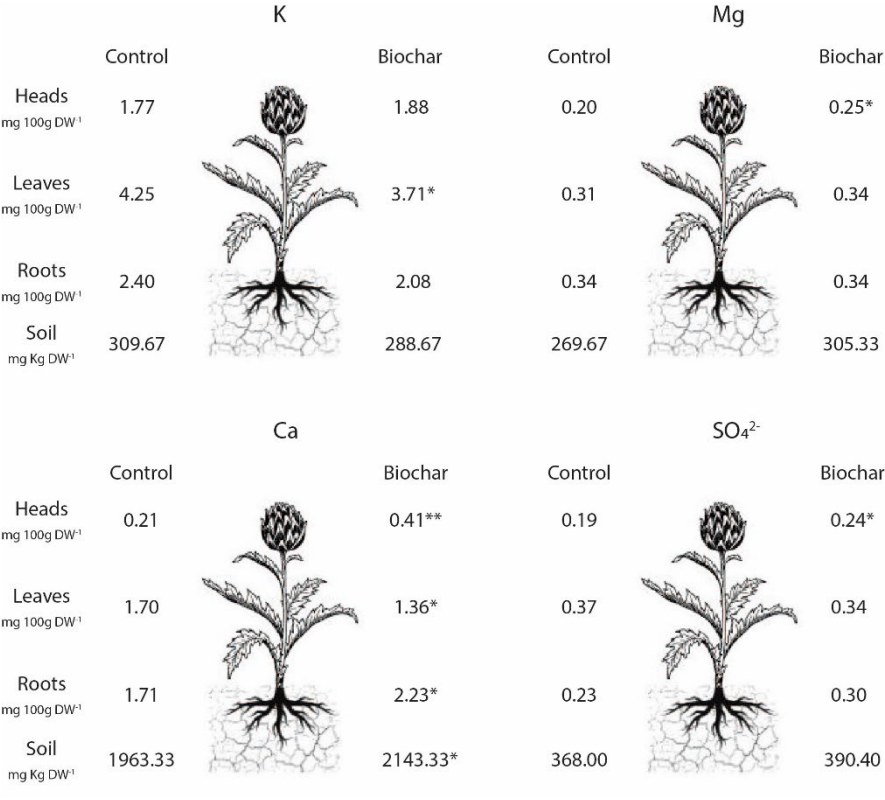 K Mg
Control Biochar Control Biochar
Heads 1.77 1.88 0.20 0.25*
mg 100g DW⁻¹
Leaves 4.25 3.71* 0.31 0.34
mg 100g DW⁻¹
Roots 2.40 2.08 0.34 0.34
mg 100g DW⁻¹
Soil 309.67 288.67 269.67 305.33
mg Kg DW⁻¹
Ca SO₄²⁻
Control Biochar Control Biochar
Heads 0.21 0.41** 0.19 0.24*
mg 100g DW⁻¹
Leaves 1.70 1.36* 0.37 0.34
mg 100g DW⁻¹
Roots 1.71 2.23* 0.23 0.30
mg 100g DW⁻¹
Soil 1963.33 2143.33* 368.00 390.40
mg Kg DW⁻¹